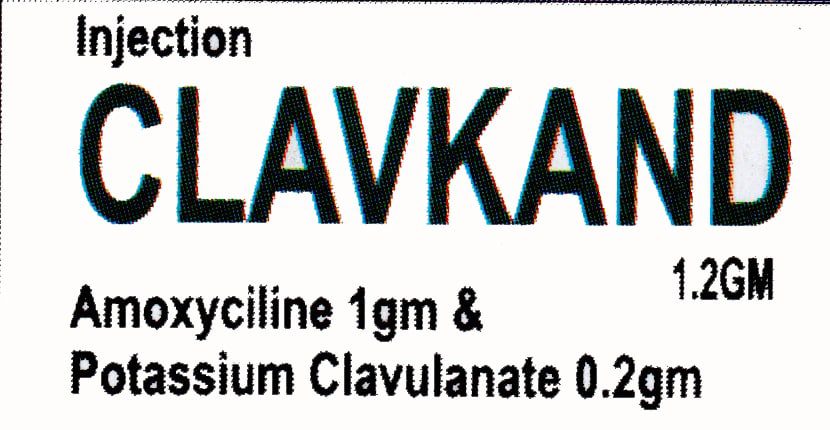 Injection
CLAVKAND
1.2GM
Amoxyciline 1gm &
Potassium Clavulanate 0.2gm